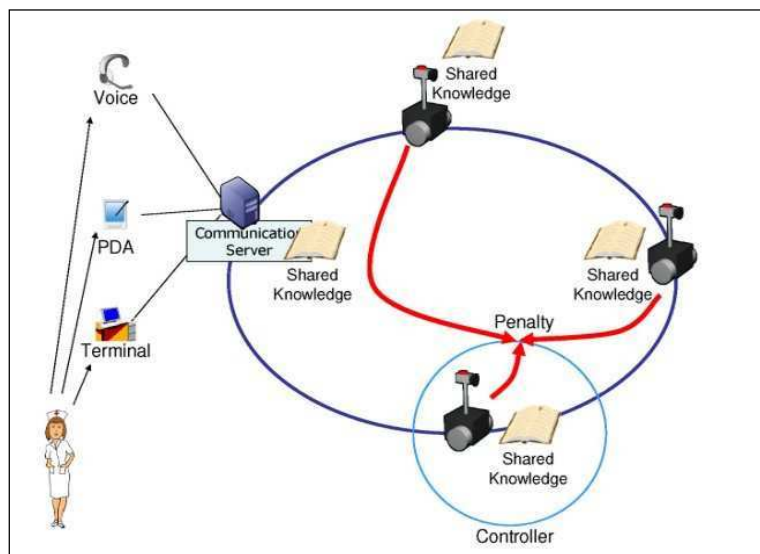 Voice
PDA
Terminal
Communication
Server
Shared
Knowledge
Shared
Knowledge
Shared
Knowledge
Penalty
Shared
Knowledge
Controller